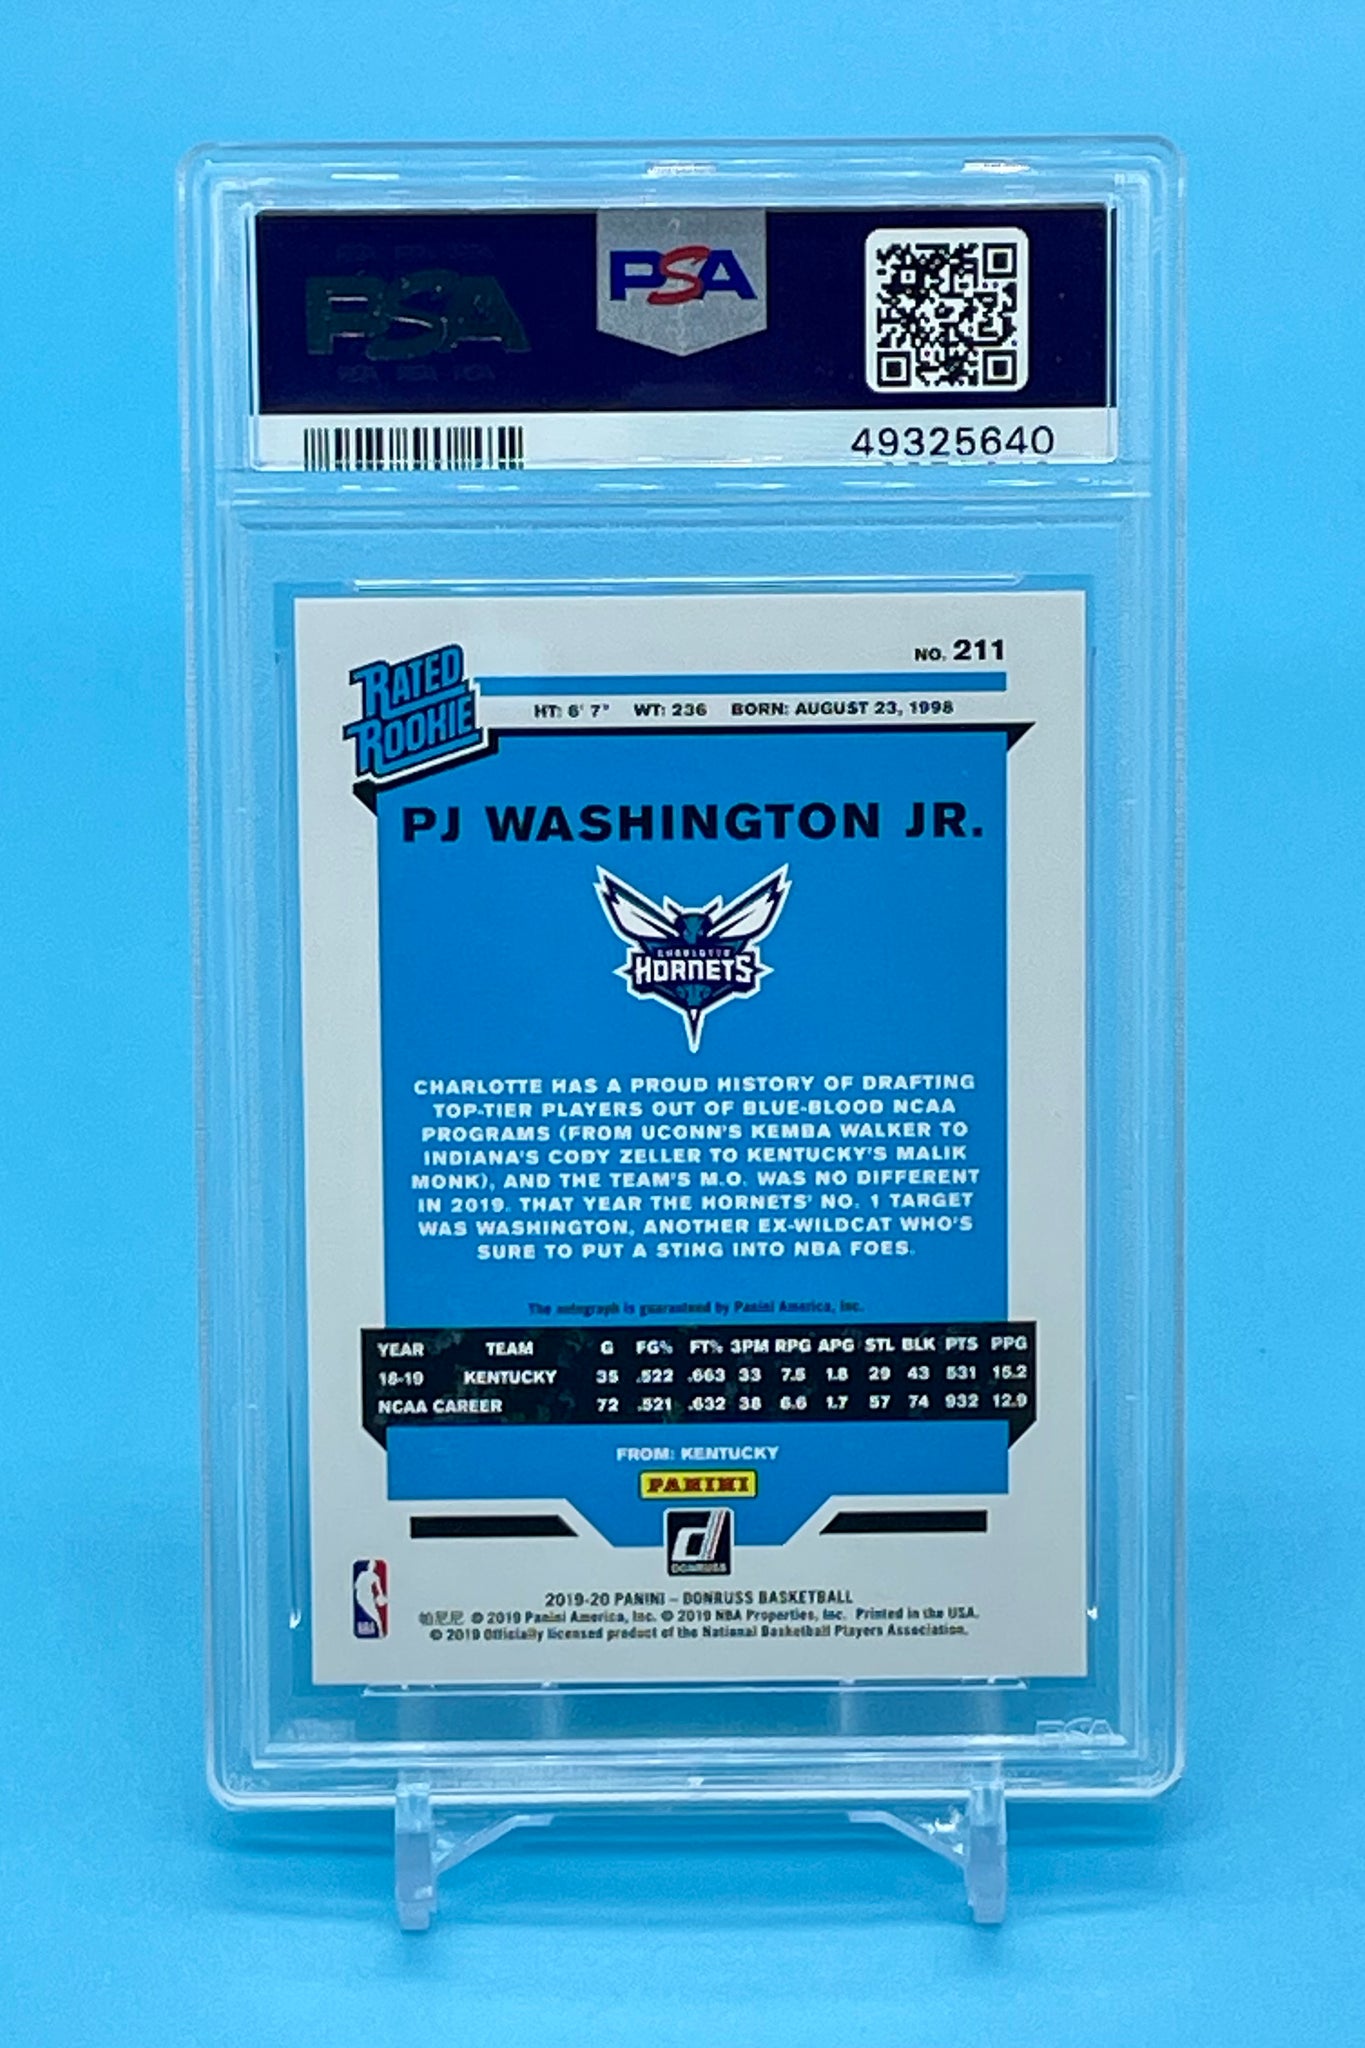 PSA
PSA
49325640
RATED
ROOKIE
NO. 211
HT: 6' 7" WT: 236 BORN: AUGUST 23, 1998
PJ WASHINGTON JR.
CHARLOTTE
HORNETS
CHARLOTTE HAS A PROUD HISTORY OF DRAFTING
TOP-TIER PLAYERS OUT OF BLUE-BLOOD NCAA
PROGRAMS (FROM UCONN'S KEMBA WALKER TO
INDIANA'S CODY ZELLER TO KENTUCKY'S MALIK
MONK), AND THE TEAM'S M.O. WAS NO DIFFERENT
IN 2019. THAT YEAR THE HORNETS' NO. 1 TARGET
WAS WASHINGTON, ANOTHER EX-WILDCAT WHO'S
SURE TO PUT A STING INTO NBA FOES.
The autograph is guaranteed by Panini America, Inc.
YEAR TEAM G FG% FT% 3PM RPG APG STL BLK PTS PPG
18-19 KENTUCKY 35 .522 .663 33 7.5 1.8 29 43 531 15.2
NCAA CAREER 72 .521 .632 38 6.6 1.7 57 74 932 12.9
FROM: KENTUCKY
PANINI
d
DONRUSS
NBA
2019-20 PANINI – DONRUSS BASKETBALL
帕尼尼 © 2019 Panini America, Inc. © 2019 NBA Properties, Inc. Printed in the USA.
© 2019 Officially licensed product of the National Basketball Players Association.
PSA